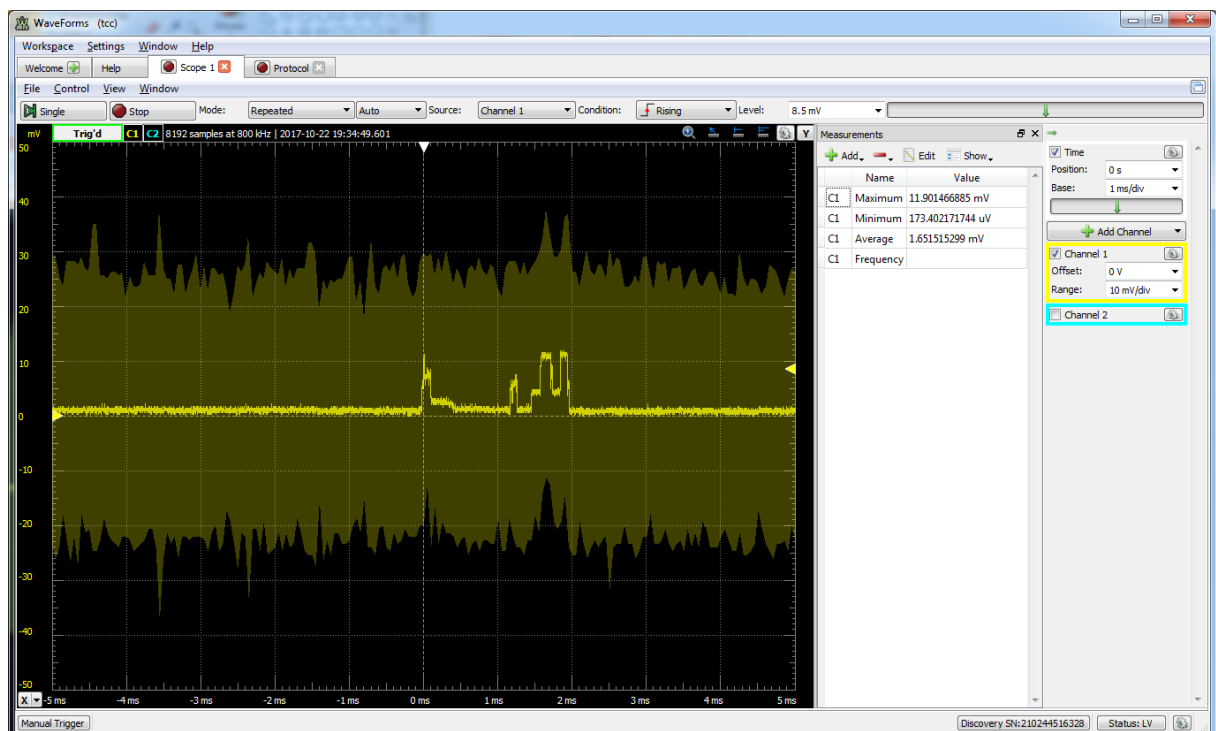 WaveForms (tcc)
Workspace Settings Window Help
Welcome Help Scope 1 Protocol
File Control View Window
Single Stop Mode: Repeated Auto Source: Channel 1 Condition: Rising Level: 8.5 mV
mV Trig'd C1 C2 8192 samples at 800 kHz | 2017-10-22 19:34:49.601 Y
50
40
30
20
10
0
-10
-20
-30
-40
-50
X -5 ms -4 ms -3 ms -2 ms -1 ms 0 ms 1 ms 2 ms 3 ms 4 ms 5 ms
Measurements
Add Edit Show
Name Value
C1 Maximum 11.901466885 mV
C1 Minimum 173.402171744 uV
C1 Average 1.651515299 mV
C1 Frequency
Time
Position: 0 s
Base: 1 ms/div
Add Channel
Channel 1
Offset: 0 V
Range: 10 mV/div
Channel 2
Manual Trigger Discovery SN:210244516328 Status: LV